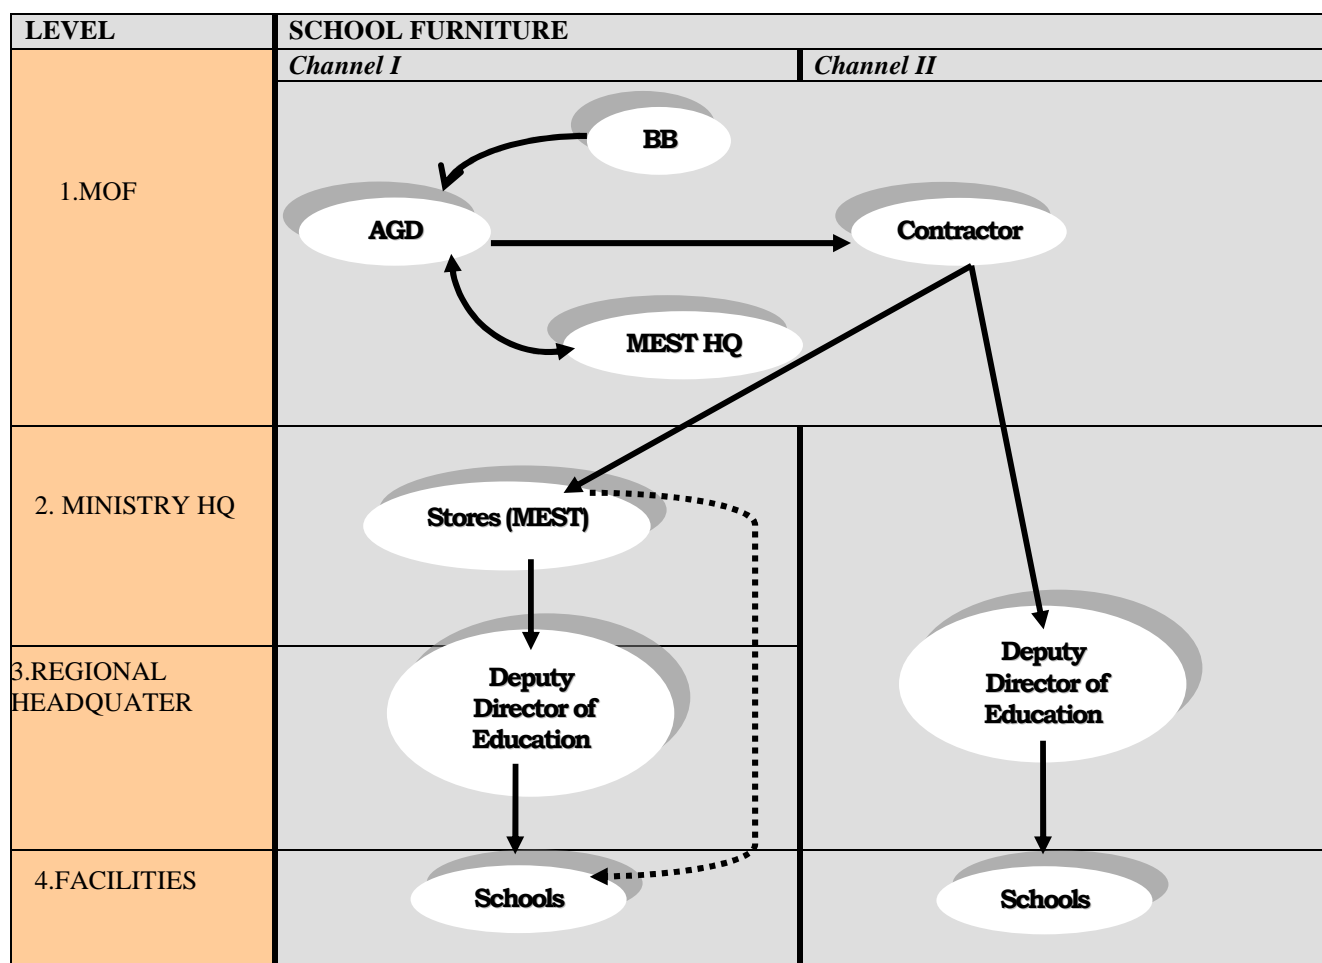 LEVEL
SCHOOL FURNITURE
Channel I
Channel II
1.MOF
BB
AGD
Contractor
MEST HQ
2. MINISTRY HQ
Stores (MEST)
3.REGIONAL
HEADQUATER
Deputy
Director of
Education
Deputy
Director of
Education
4.FACILITIES
Schools
Schools